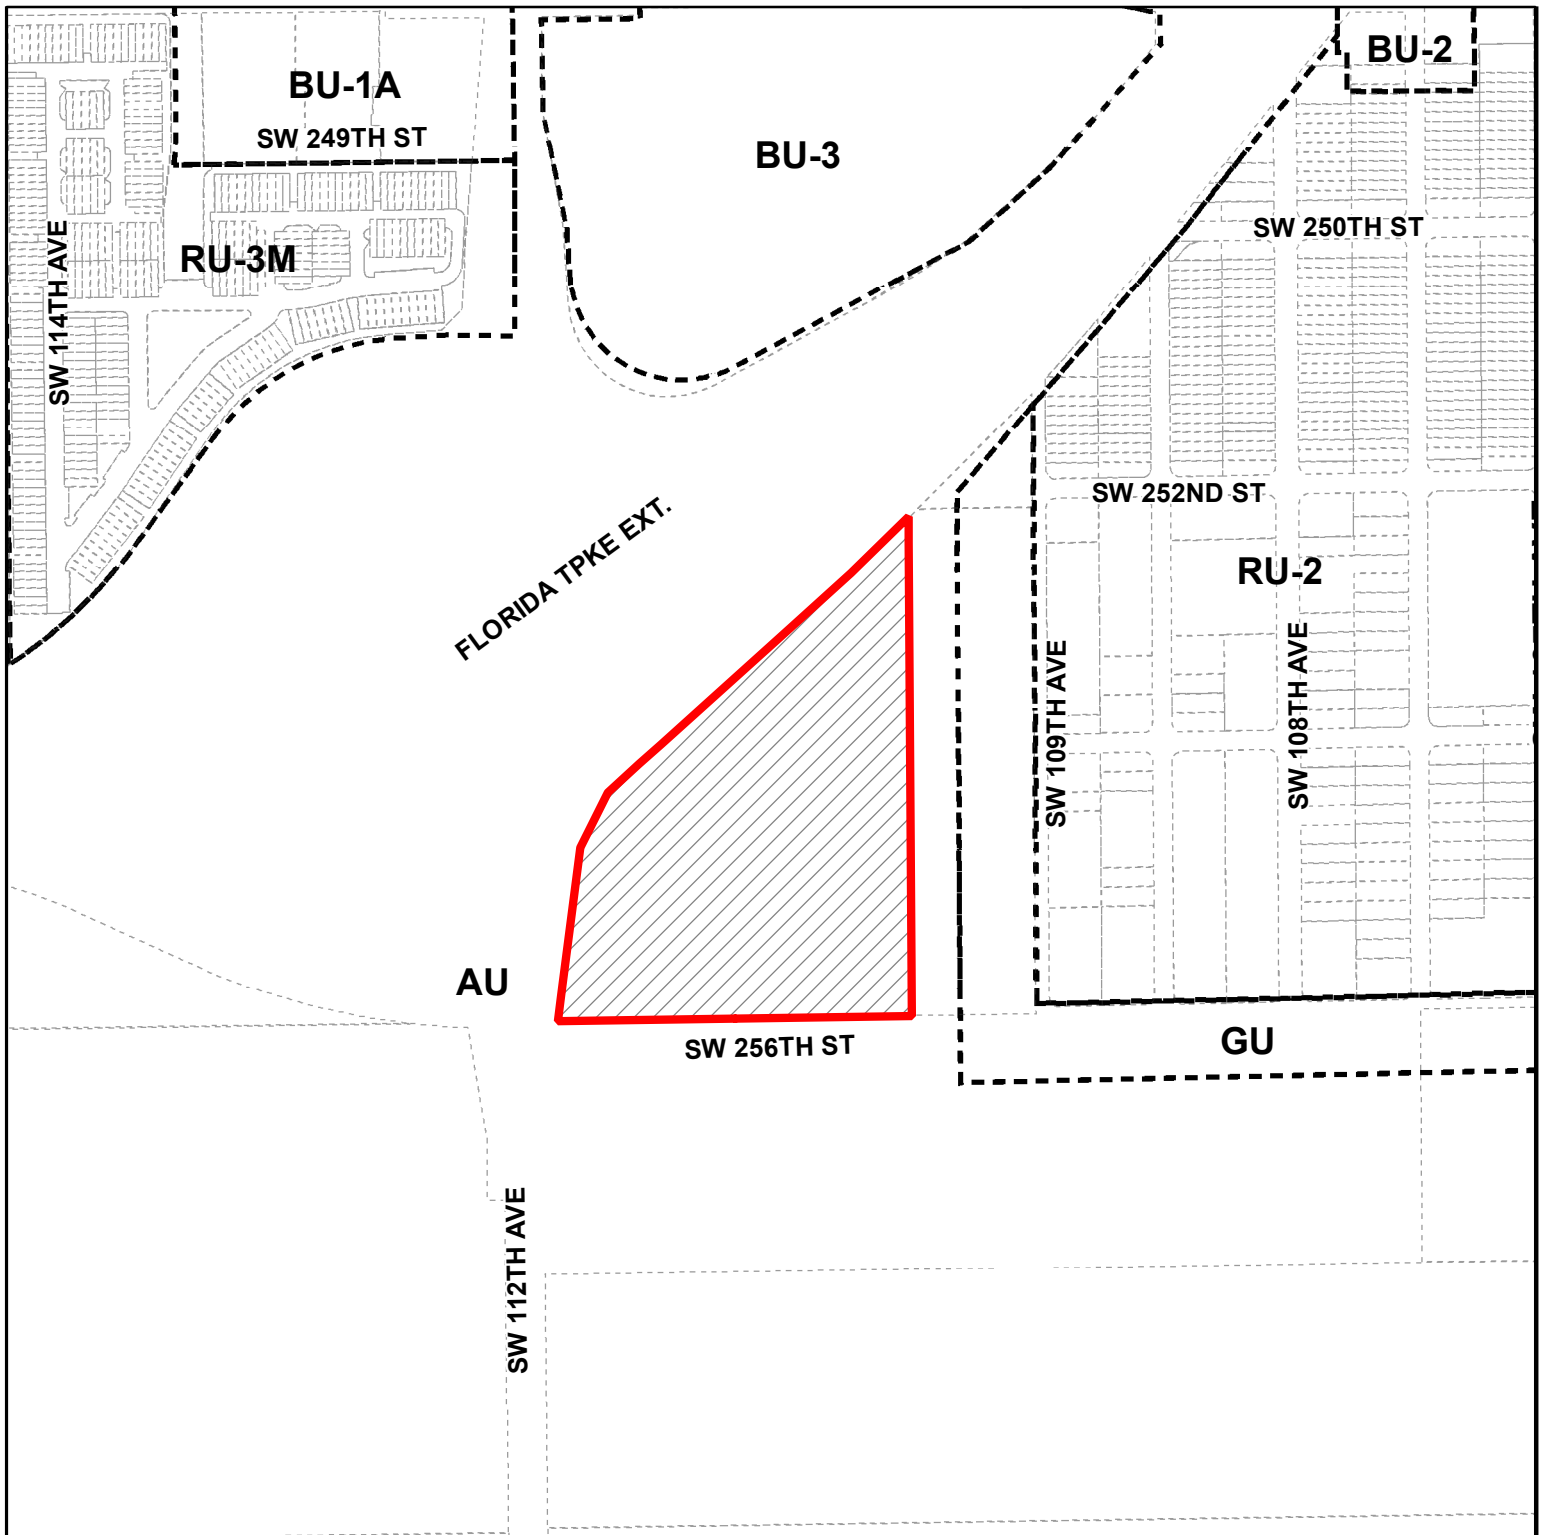 BU-2
BU-1A
SW 249TH ST
BU-3
SW 250TH ST
RU-3M
SW 114TH AVE
SW 252ND ST
FLORIDA TPKE EXT.
RU-2
SW 109TH AVE
SW 108TH AVE
AU
SW 256TH ST
GU
SW 112TH AVE